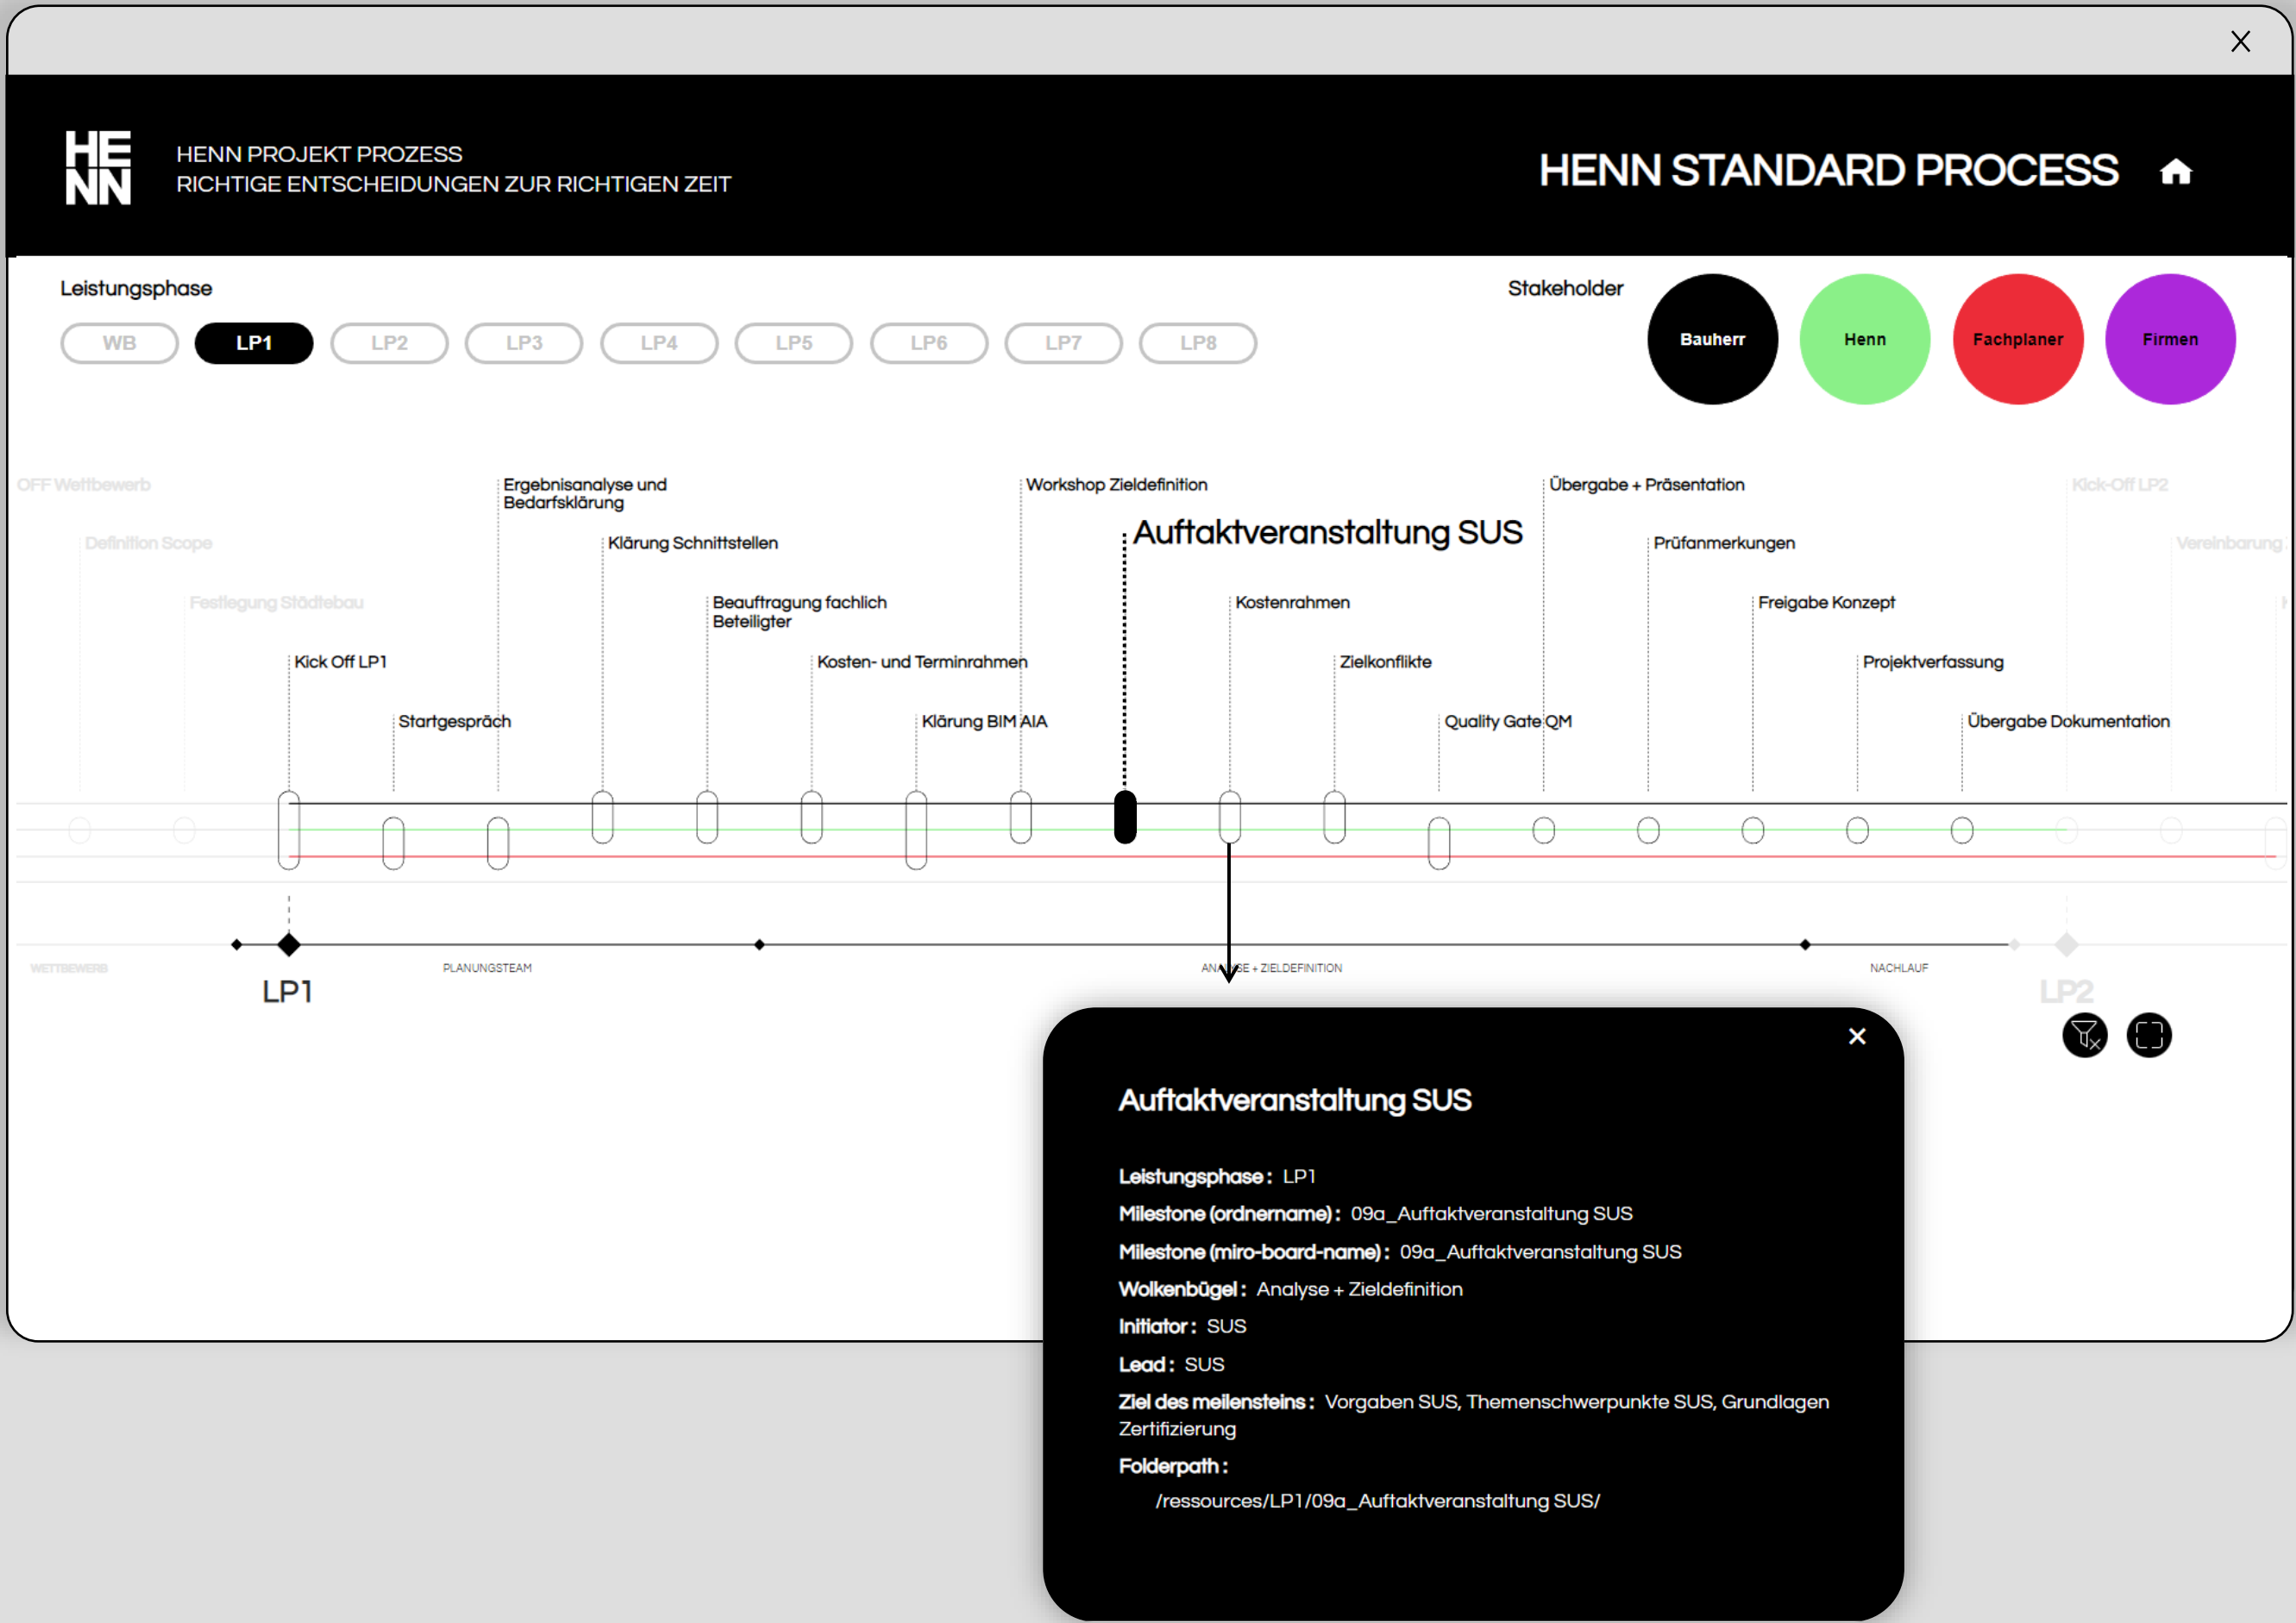 X
HE
NN
HENN PROJEKT PROZESS
RICHTIGE ENTSCHEIDUNGEN ZUR RICHTIGEN ZEIT
HENN STANDARD PROCESS
Leistungsphase
WB LP1 LP2 LP3 LP4 LP5 LP6 LP7 LP8
Stakeholder
Bauherr Henn Fachplaner Firmen
OFF Wettbewerb
Definition Scope
Festlegung Städtebau
Kick Off LP1
Startgespräch
Ergebnisanalyse und
Bedarfsklärung
Klärung Schnittstellen
Beauftragung fachlich
Beteiligter
Kosten- und Terminrahmen
Klärung BIM AIA
Workshop Zieldefinition
Auftaktveranstaltung SUS
Kostenrahmen
Zielkonflikte
Quality Gate QM
Übergabe + Präsentation
Prüfanmerkungen
Freigabe Konzept
Projektverfassung
Übergabe Dokumentation
Kick-Off LP2
Vereinbarung
WETTBEWERB
LP1
PLANUNGSTEAM
+ ZIELDEFINITION
NACHLAUF
LP2
Auftaktveranstaltung SUS
Leistungsphase : LP1
Milestone (ordnername) : 09a_Auftaktveranstaltung SUS
Milestone (miro-board-name) : 09a_Auftaktveranstaltung SUS
Wolkenbügel : Analyse + Zieldefinition
Initiator : SUS
Lead : SUS
Ziel des meilensteins : Vorgaben SUS, Themenschwerpunkte SUS, Grundlagen
Zertifizierung
Folderpath :
/ressources/LP1/09a_Auftaktveranstaltung SUS/